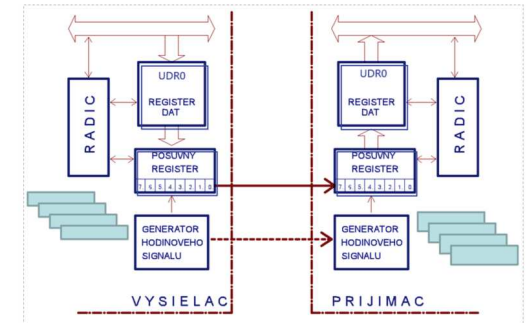 UDR0
REGISTER
DAT
RADIC
POSUVNY
REGISTER
7 6 5 4 3 2 1 0
GENERATOR
HODINOVEHO
SIGNALU
VYSIELAC
UDR0
REGISTER
DAT
RADIC
POSUVNY
REGISTER
7 6 5 4 3 2 1 0
GENERATOR
HODINOVEHO
SIGNALU
PRIJIMAC